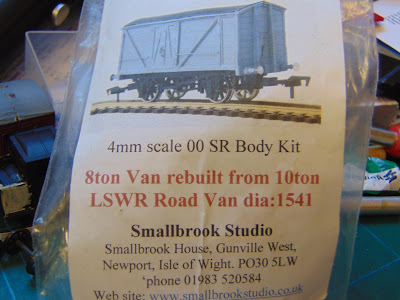 4mm scale 00 SR Body Kit
8ton Van rebuilt from 10ton
LSWR Road Van dia:1541
Smallbrook Studio
Smallbrook House, Gunville West,
Newport, Isle of Wight. PO30 5LW
'phone 01983 520584
Web site: www.smallbrookstudio.co.uk